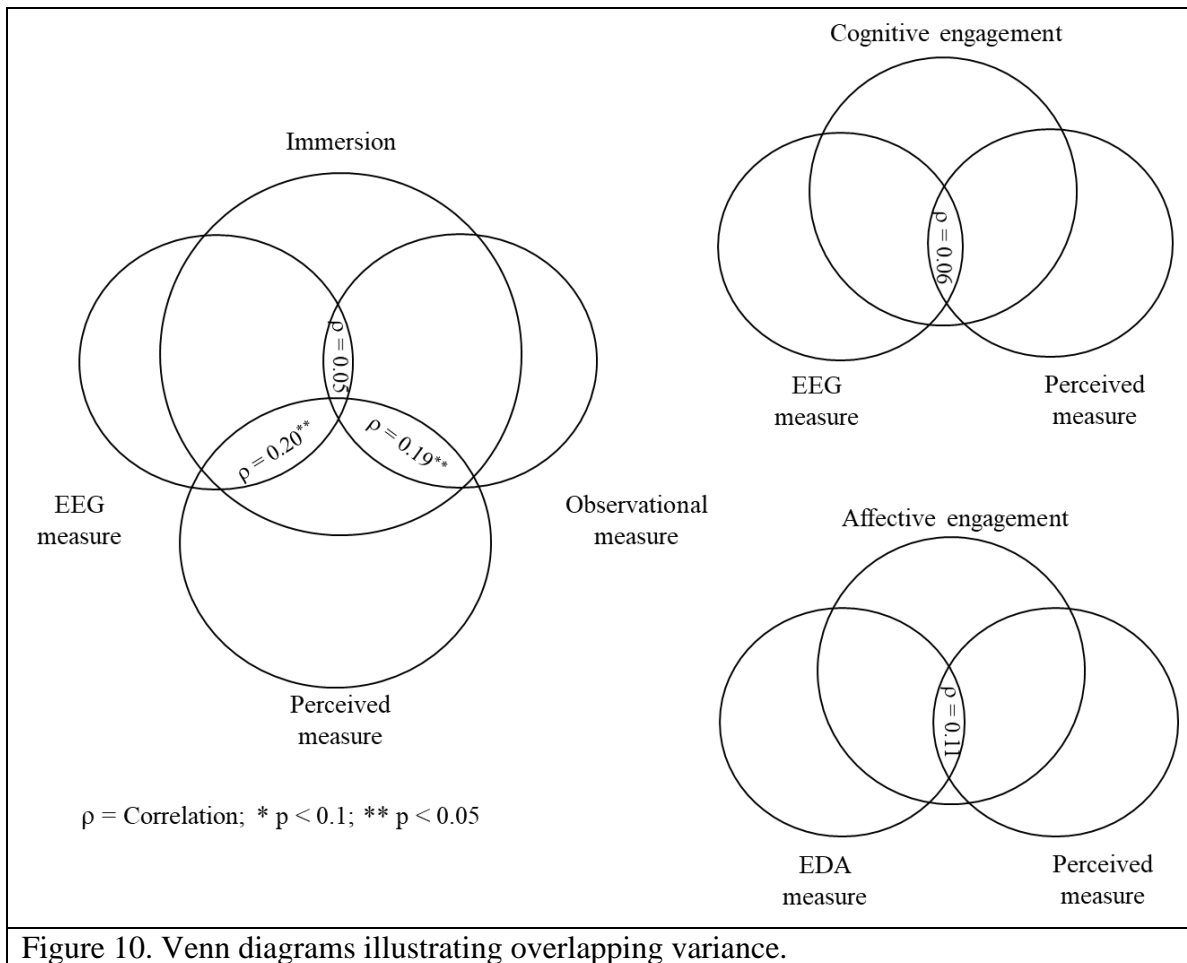 Immersion
ρ = 0.05
ρ = 0.20**
ρ = 0.19**
EEG
measure
Observational
measure
Perceived
measure
ρ = Correlation; * p < 0.1; ** p < 0.05
Cognitive engagement
ρ = 0.06
EEG
measure
Perceived
measure
Affective engagement
ρ = 0.11
EDA
measure
Perceived
measure
Figure 10. Venn diagrams illustrating overlapping variance.